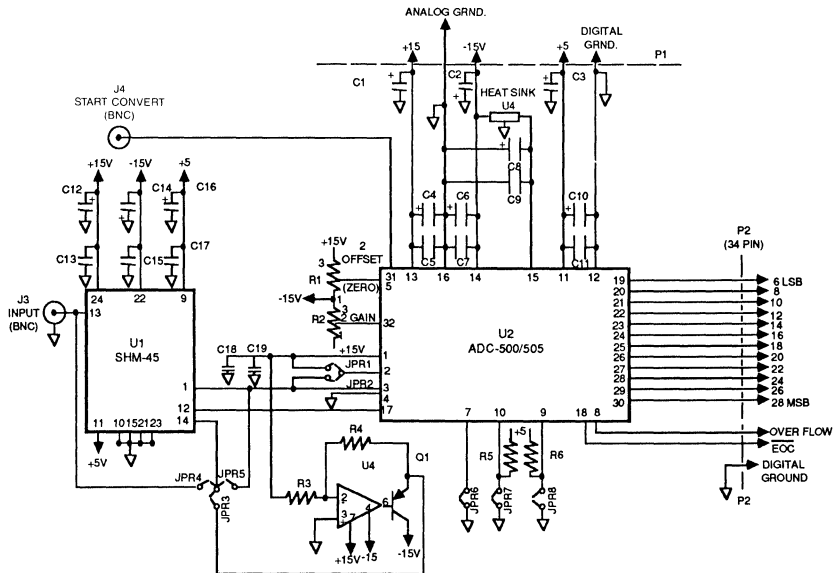 ANALOG GRND.
DIGITAL
GRND.
+15
-15V
+5
P1
C1
C2
C3
+
+
+
J4
START CONVERT
(BNC)
HEAT SINK
U4
+
C8
C9
+15V
-15V
+5
C12
C14
C16
+
+
+
C13
C15
C17
C4
C6
C10
+
+
+
C5
C7
C11
P2
(34 PIN)
+15V
2
OFFSET
3
R1
(ZERO)
-15V
1
3
R2
2 GAIN
1
31
5
13
16
14
15
11
12
32
U2
ADC-500/505
19
6 LSB
20
8
21
10
22
12
23
14
24
16
25
18
26
20
27
22
28
24
29
26
30
28 MSB
J3
INPUT
(BNC)
24
22
9
13
U1
SHM-45
1
12
14
11
10 15 21 23
+5V
C18
C19
+15V
JPR1
JPR2
1
2
3
4
17
7
10
9
18
8
OVER FLOW
EOC
DIGITAL
GROUND
P2
R5
+5
R6
JPR6
JPR7
JPR8
JPR4
JPR5
JPR3
R4
U4
Q1
R3
2
-
3
+
7
4
6
+15V
-15
-15V